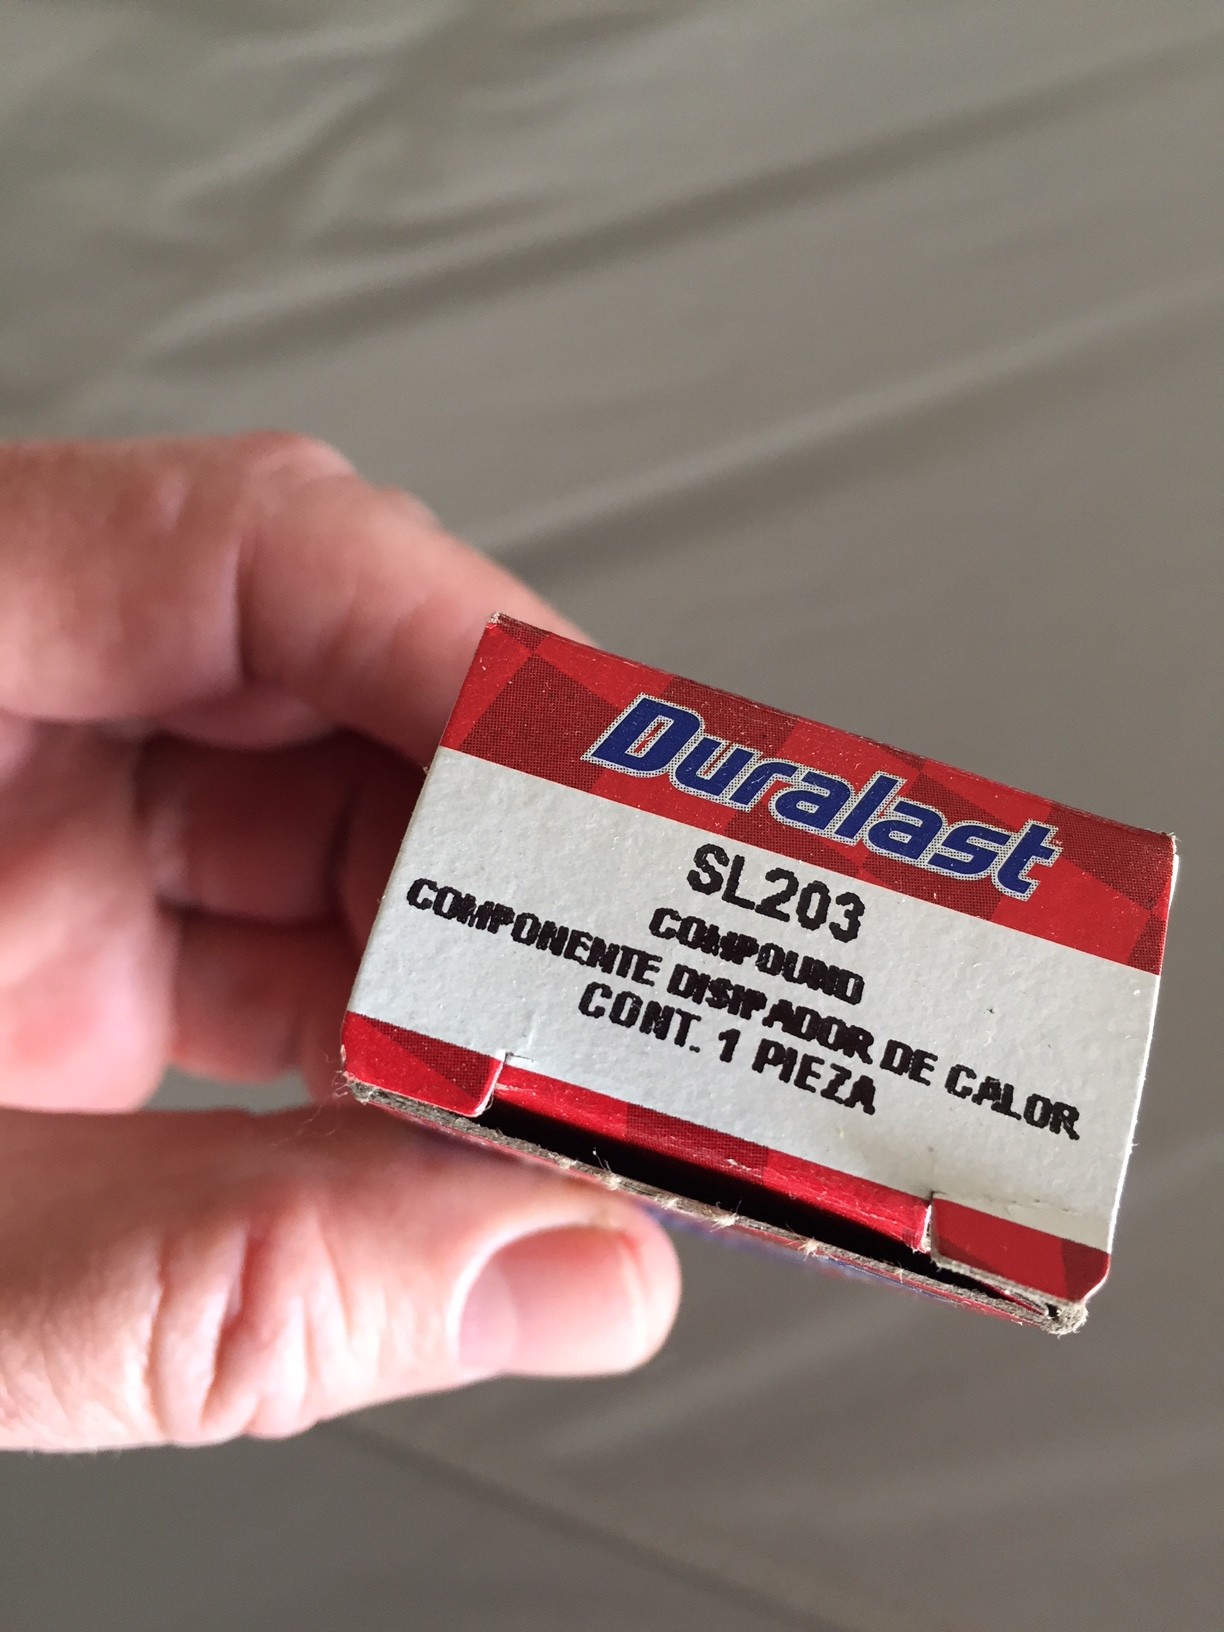 Duralast
SL203
COMPOUND
COMPONENTE DISIPADOR DE CALOR
CONT. 1 PIEZA